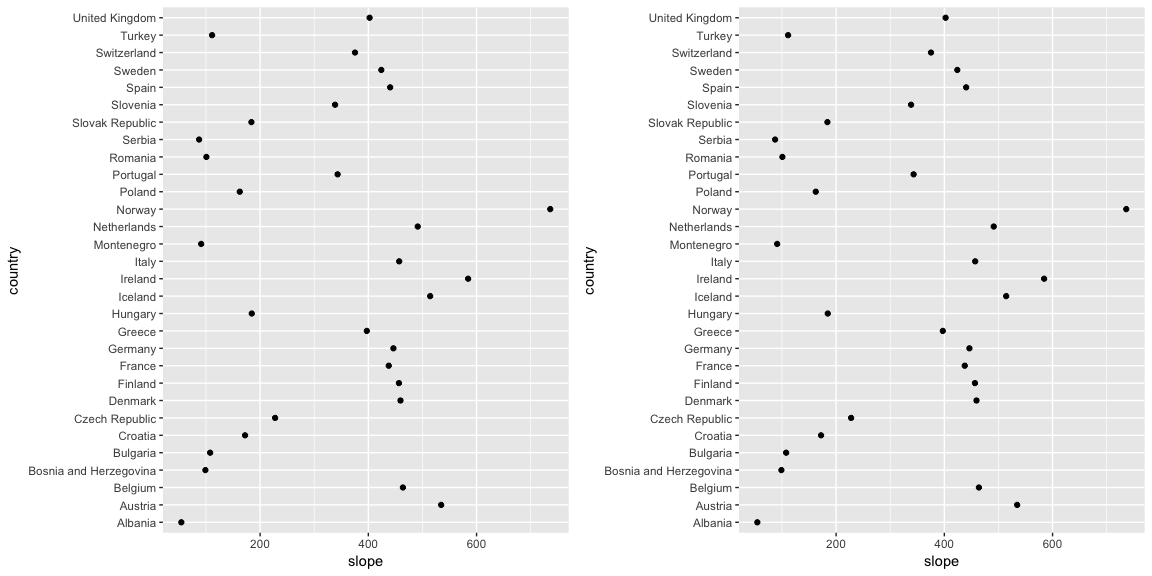 United Kingdom
Turkey
Switzerland
Sweden
Spain
Slovenia
Slovak Republic
Serbia
Romania
Portugal
Poland
Norway
Netherlands
Montenegro
Italy
Ireland
Iceland
Hungary
Greece
Germany
France
Finland
Denmark
Czech Republic
Croatia
Bulgaria
Bosnia and Herzegovina
Belgium
Austria
Albania
country
200 400 600
slope
United Kingdom
Turkey
Switzerland
Sweden
Spain
Slovenia
Slovak Republic
Serbia
Romania
Portugal
Poland
Norway
Netherlands
Montenegro
Italy
Ireland
Iceland
Hungary
Greece
Germany
France
Finland
Denmark
Czech Republic
Croatia
Bulgaria
Bosnia and Herzegovina
Belgium
Austria
Albania
country
200 400 600
slope